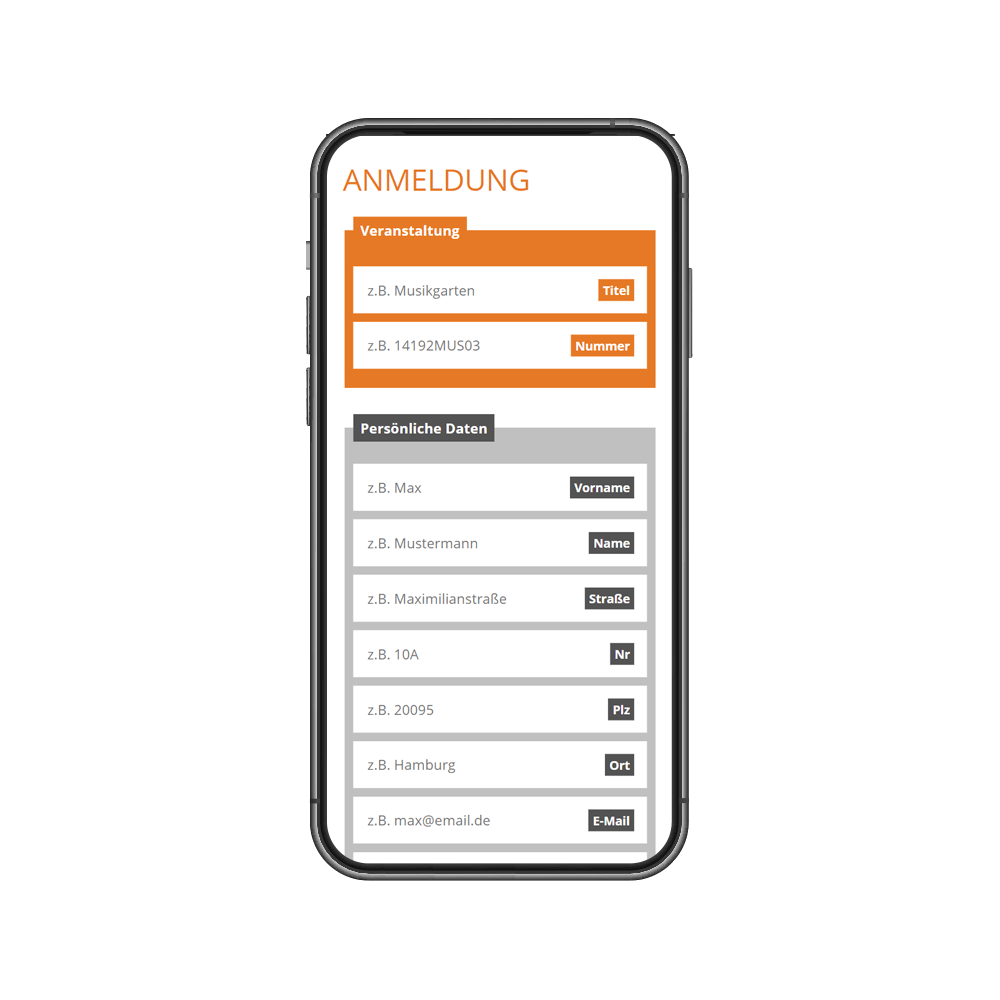 ANMELDUNG
Veranstaltung
z.B. Musikgarten Titel
z.B. 14192MUS03 Nummer
Persönliche Daten
z.B. Max Vorname
z.B. Mustermann Name
z.B. Maximilianstraße Straße
z.B. 10A Nr
z.B. 20095 Plz
z.B. Hamburg Ort
z.B. max@email.de E-Mail